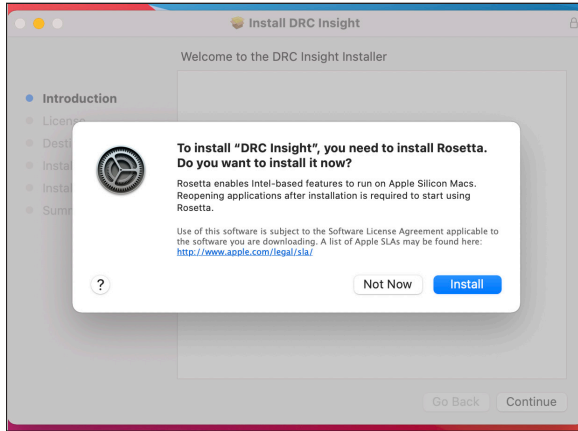 Install DRC Insight
Welcome to the DRC Insight Installer
Introduction
License
To install “DRC Insight”, you need to install Rosetta.
Do you want to install it now?
Rosetta enables Intel-based features to run on Apple Silicon Macs.
Reopening applications after installation is required to start using
Rosetta.
Use of this software is subject to the Software License Agreement applicable to
the software you are downloading. A list of Apple SLAs may be found here:
http://www.apple.com/legal/sla/
?
Not Now
Install
Go Back
Continue